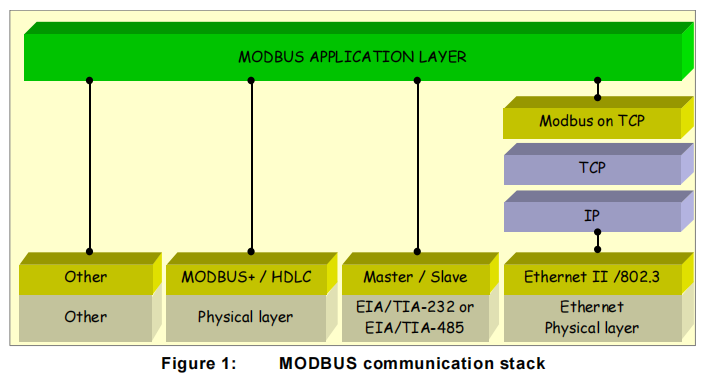 MODBUS APPLICATION LAYER
Modbus on TCP
TCP
IP
Other
MODBUS+ / HDLC
Master / Slave
Ethernet II /802.3
Other
Physical layer
EIA/TIA-232 or
EIA/TIA-485
Ethernet
Physical layer
Figure 1: MODBUS communication stack